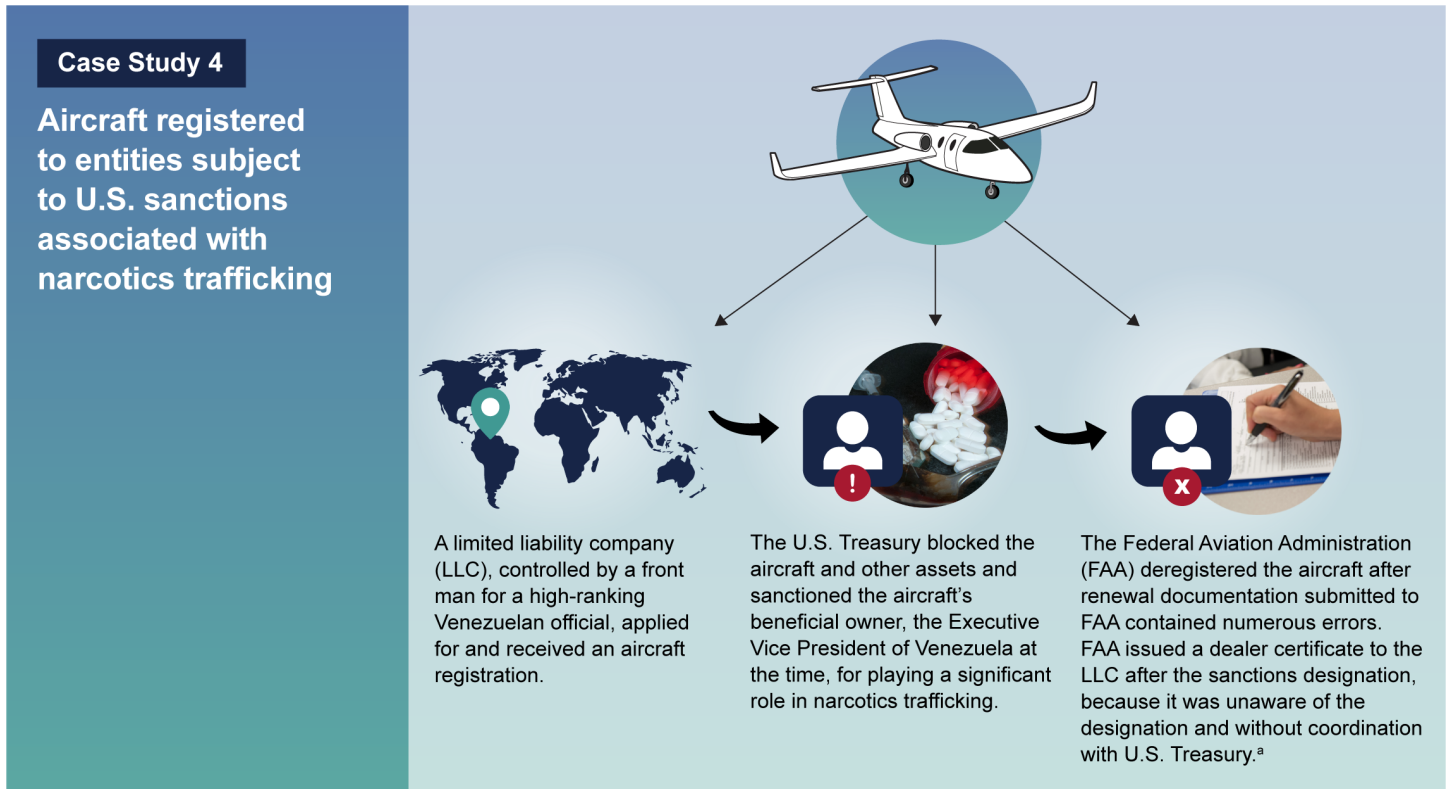 Case Study 4
Aircraft registered
to entities subject
to U.S. sanctions
associated with
narcotics trafficking
A limited liability company
(LLC), controlled by a front
man for a high-ranking
Venezuelan official, applied
for and received an aircraft
registration.
!
The U.S. Treasury blocked the
aircraft and other assets and
sanctioned the aircraft's
beneficial owner, the Executive
Vice President of Venezuela at
the time, for playing a significant
role in narcotics trafficking.
X
The Federal Aviation Administration
(FAA) deregistered the aircraft after
renewal documentation submitted to
FAA contained numerous errors.
FAA issued a dealer certificate to the
LLC after the sanctions designation,
because it was unaware of the
designation and without coordination
with U.S. Treasury.ᵃ